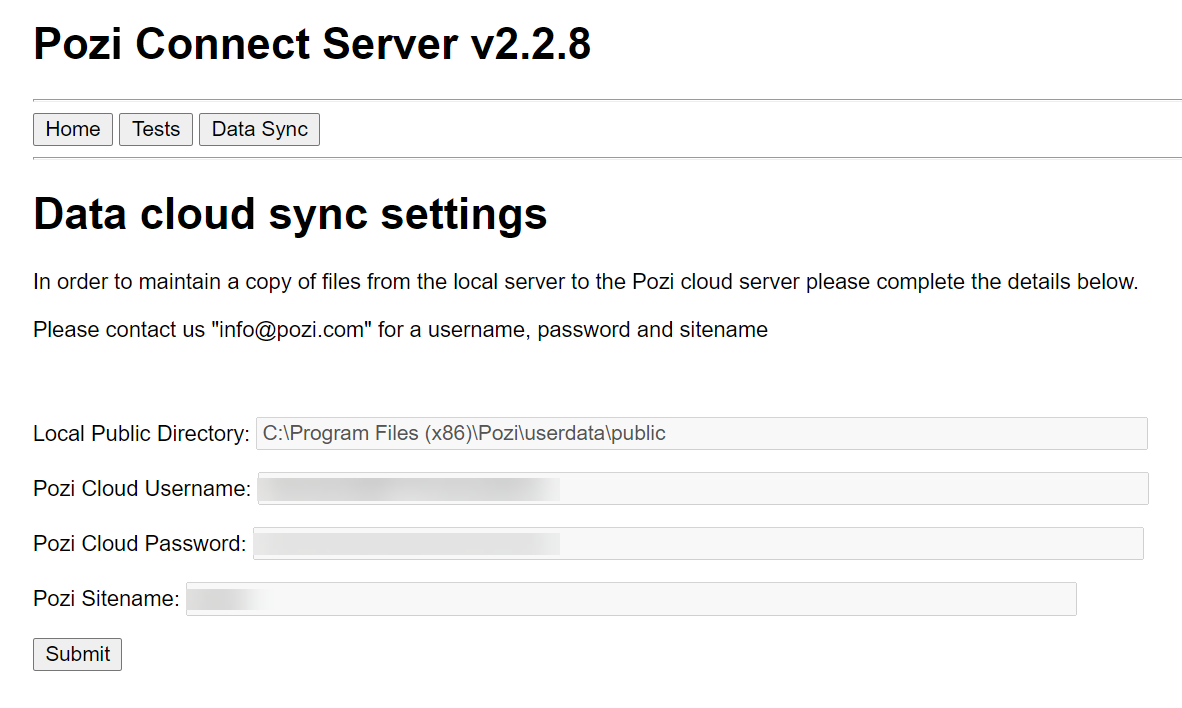 Pozi Connect Server v2.2.8
Home Tests Data Sync
Data cloud sync settings
In order to maintain a copy of files from the local server to the Pozi cloud server please complete the details below.
Please contact us "info@pozi.com" for a username, password and sitename
Local Public Directory: C:\Program Files (x86)\Pozi\userdata\public
Pozi Cloud Username:
Pozi Cloud Password:
Pozi Sitename:
Submit